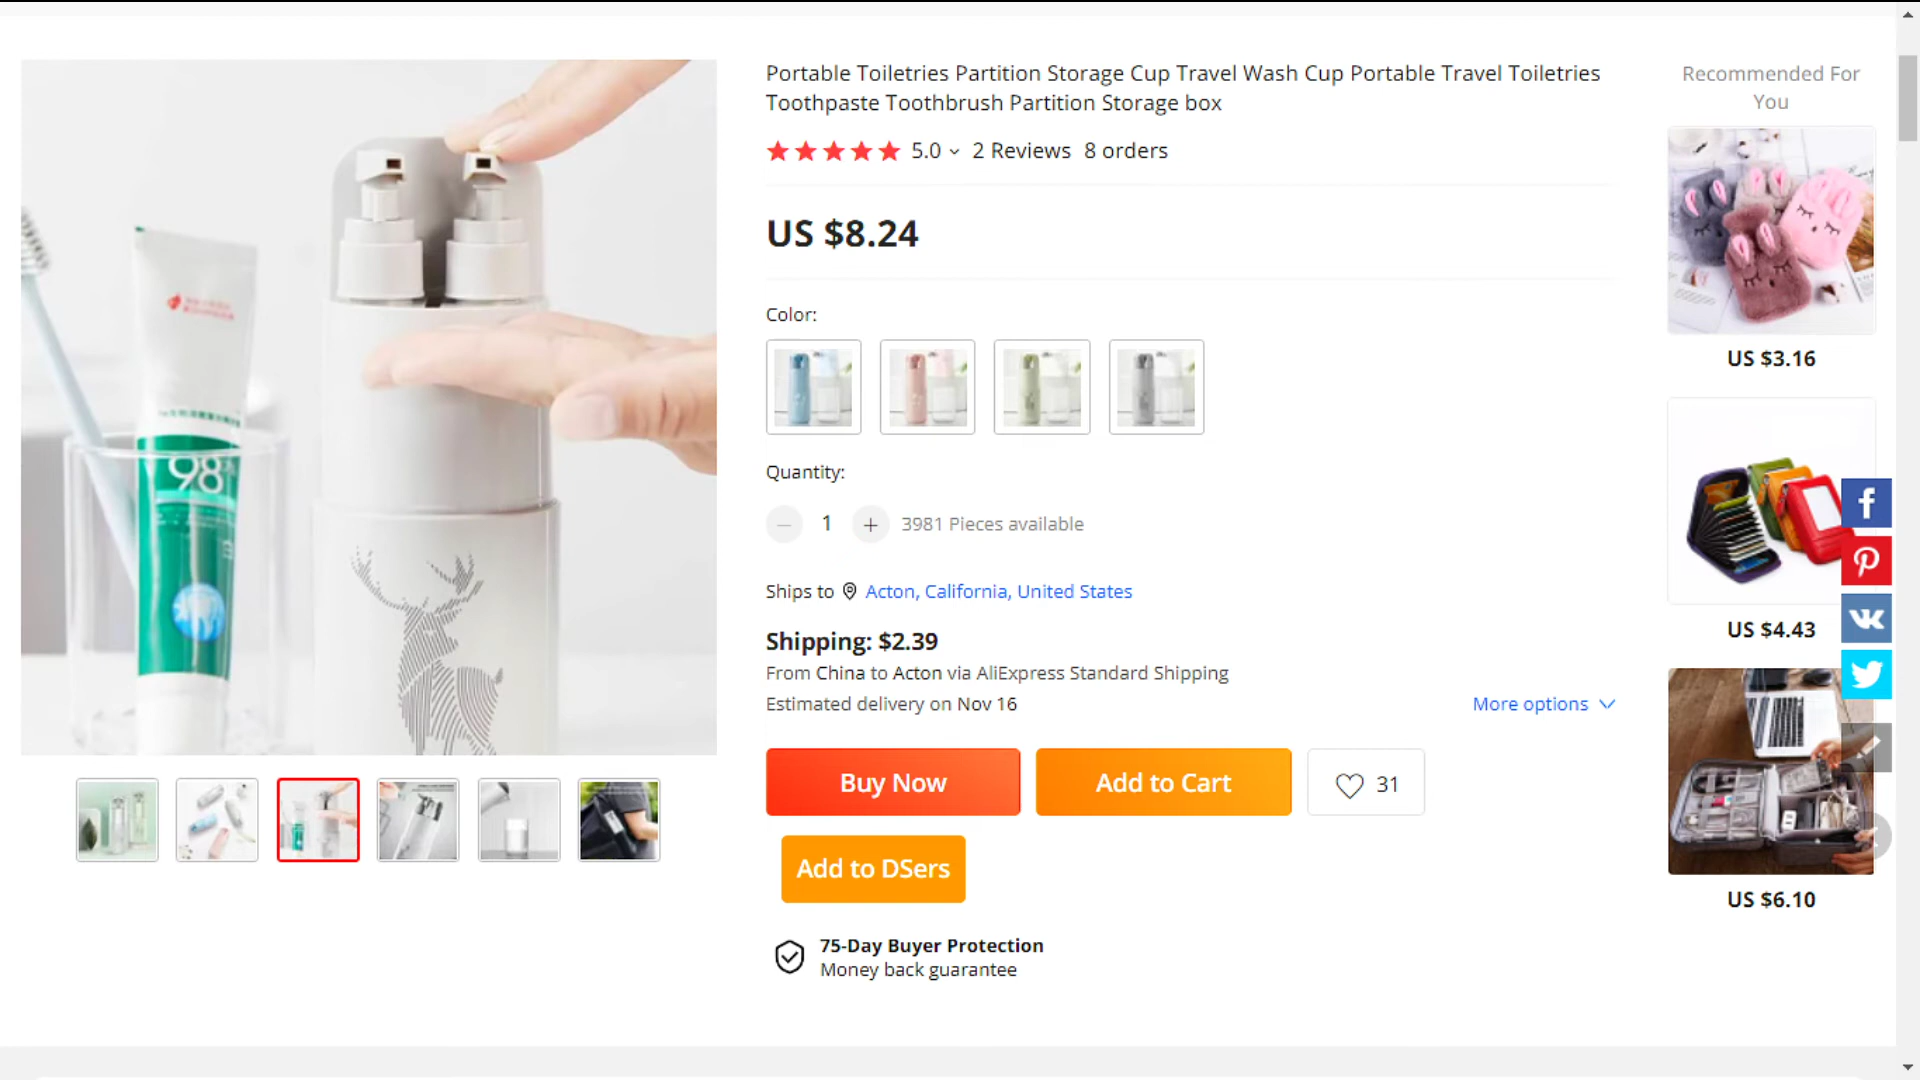 Portable Toiletries Partition Storage Cup Travel Wash Cup Portable Travel Toiletries
Toothpaste Toothbrush Partition Storage box
5.0 2 Reviews 8 orders
US $8.24
Color:
Quantity:
1 + 3981 Pieces available
Ships to Acton, California, United States
Shipping: $2.39
From China to Acton via AliExpress Standard Shipping
Estimated delivery on Nov 16
More options
Buy Now
Add to Cart
31
Add to DSers
75-Day Buyer Protection
Money back guarantee
98
Recommended For
You
US $3.16
US $4.43
US $6.10